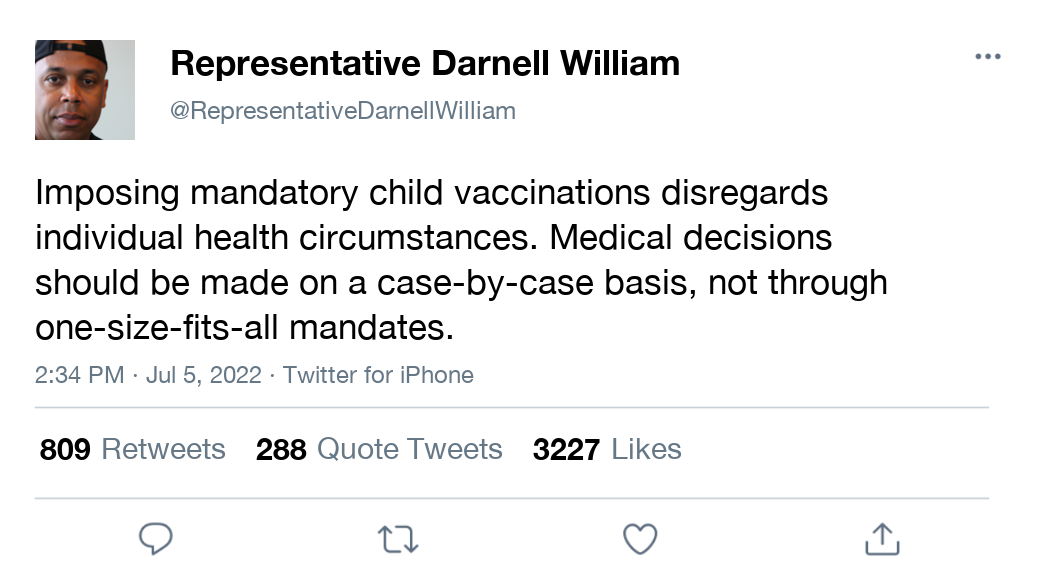 Representative Darnell William
@RepresentativeDarnellWilliam
Imposing mandatory child vaccinations disregards
individual health circumstances. Medical decisions
should be made on a case-by-case basis, not through
one-size-fits-all mandates.
2:34 PM · Jul 5, 2022 · Twitter for iPhone
809 Retweets 288 Quote Tweets 3227 Likes